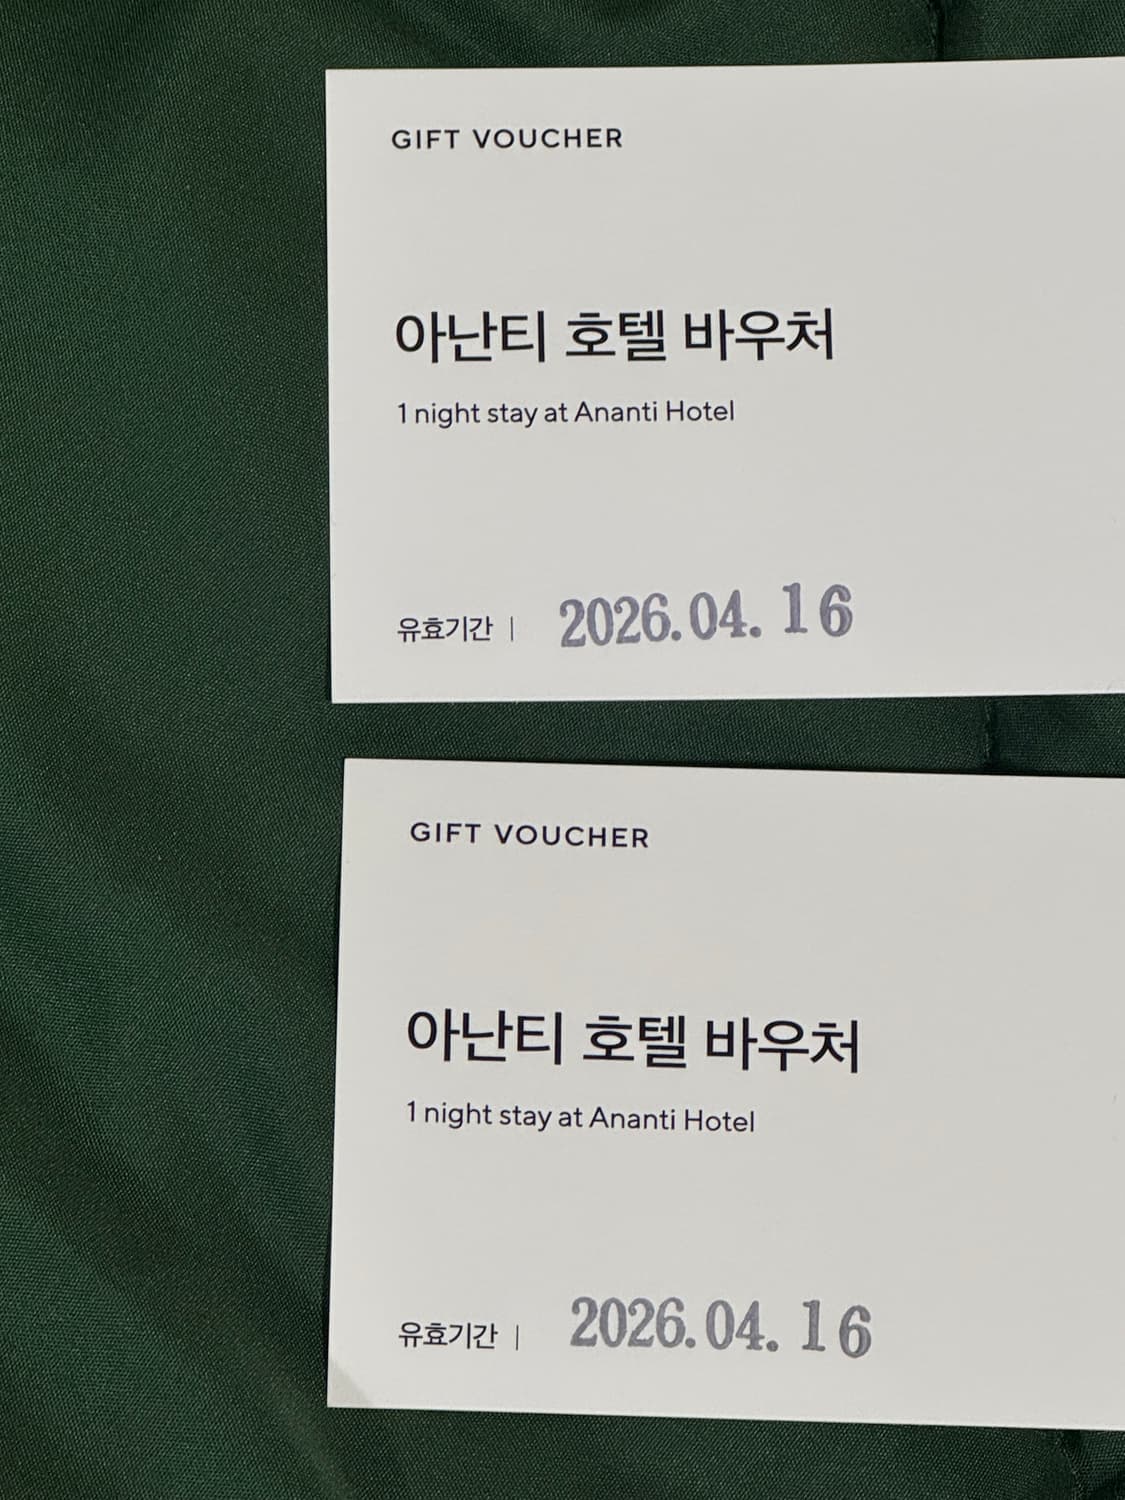 GIFT VOUCHER
아난티 호텔 바우처
1 night stay at Ananti Hotel
유효기간 | 2026.04.16
GIFT VOUCHER
아난티 호텔 바우처
1 night stay at Ananti Hotel
유효기간 | 2026.04.16